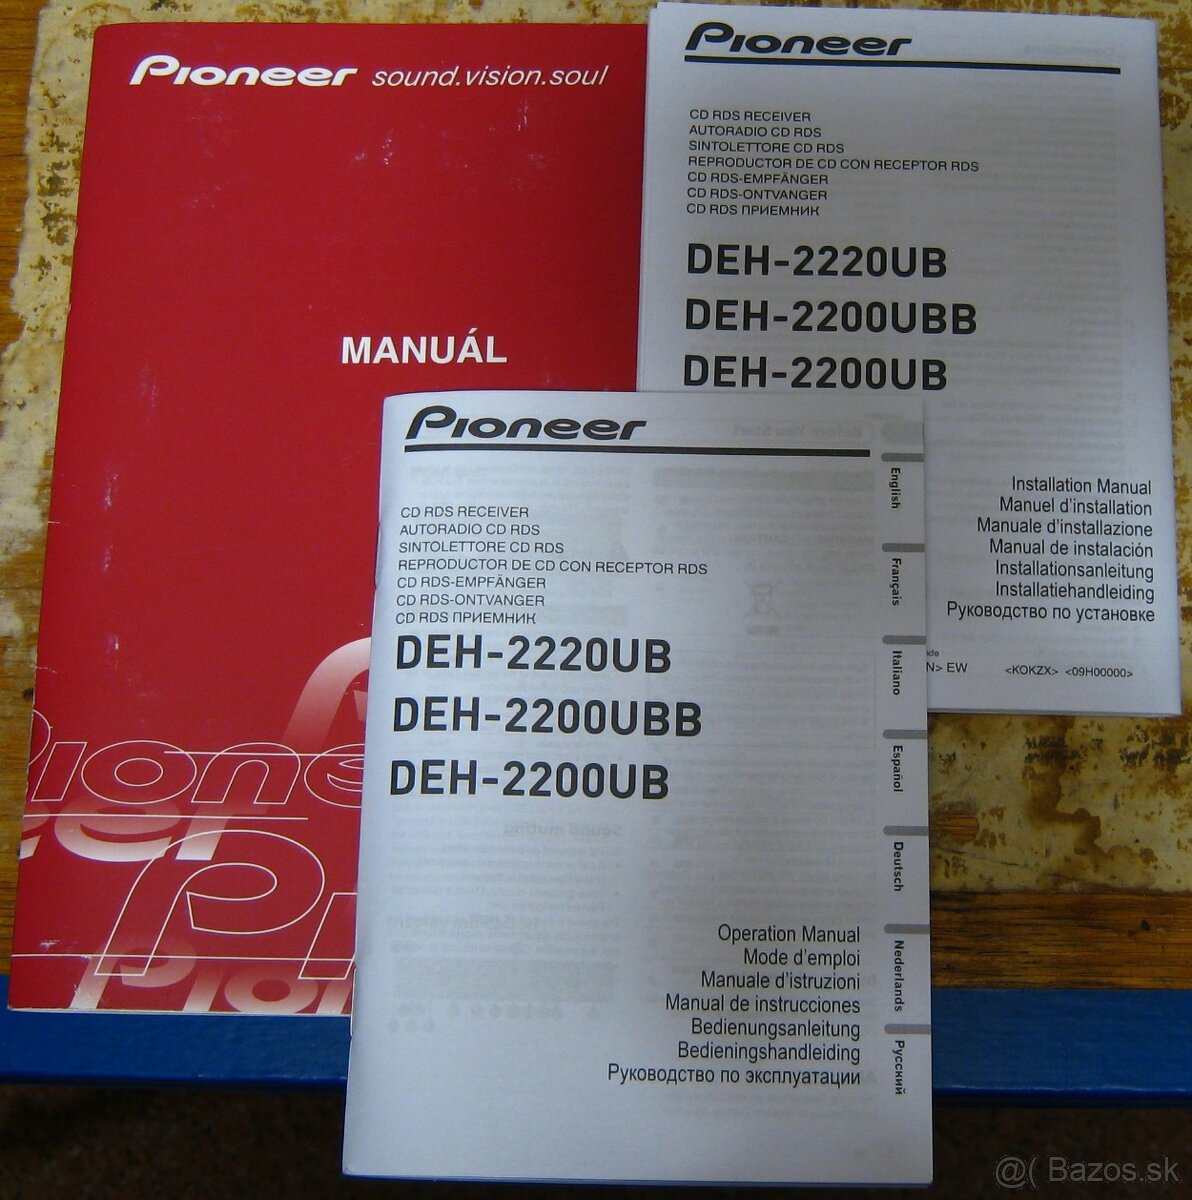 Pioneer sound.vision.soul
MANUÁL
Pioneer
CD RDS RECEIVER
AUTORADIO CD RDS
SINTOLETTORE CD RDS
REPRODUCTOR DE CD CON RECEPTOR RDS
CD RDS-EMPFÄNGER
CD RDS-ONTVANGER
CD RDS ПРИЕМНИК
DEH-2220UB
DEH-2200UBB
DEH-2200UB
Installation Manual
Manuel d'installation
Manuale d'installazione
Manual de instalación
Installationsanleitung
Installatiehandleiding
Руководство по установке
N> EW <KOKZX> <09H00000>
Pioneer
CD RDS RECEIVER
AUTORADIO CD RDS
SINTOLETTORE CD RDS
REPRODUCTOR DE CD CON RECEPTOR RDS
CD RDS-EMPFÄNGER
CD RDS-ONTVANGER
CD RDS ПРИЕМНИК
DEH-2220UB
DEH-2200UBB
DEH-2200UB
Operation Manual
Mode d'emploi
Manuale d'istruzioni
Manual de instrucciones
Bedienungsanleitung
Bedieningshandleiding
Руководство по эксплуатации
English
Français
Italiano
Español
Deutsch
Nederlands
Русский
@( Bazos.sk